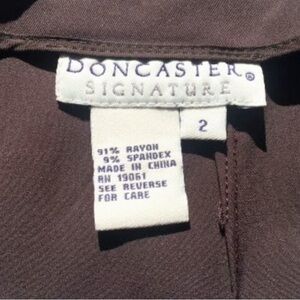 DONCASTER®
SIGNATURE
2
91% RAYON
9% SPANDEX
MADE IN CHINA
RN 19061
SEE REVERSE
FOR CARE